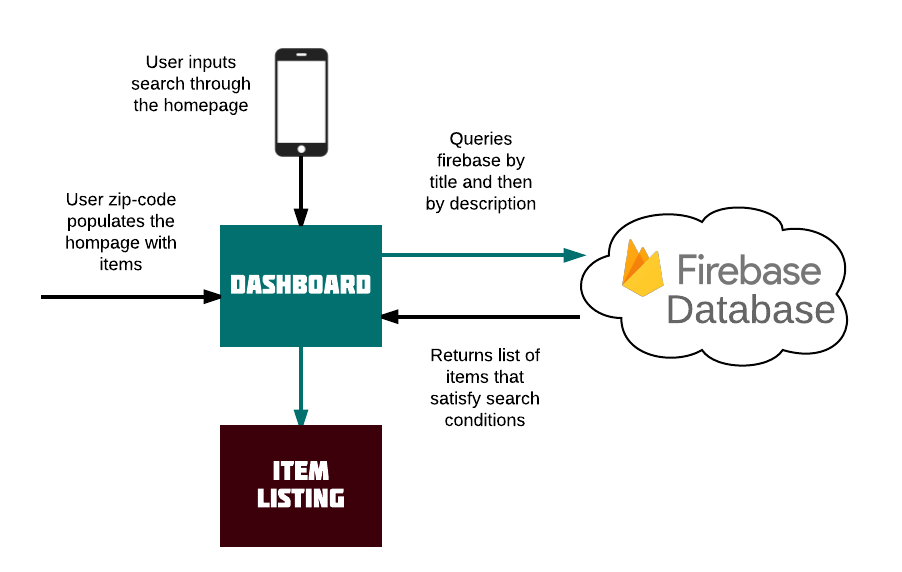 User inputs
search through
the homepage
Queries
firebase by
title and then
by description
User zip-code
populates the
hompage with
items
DASHBOARD
Firebase
Database
Returns list of
items that
satisfy search
conditions
ITEM
LISTING